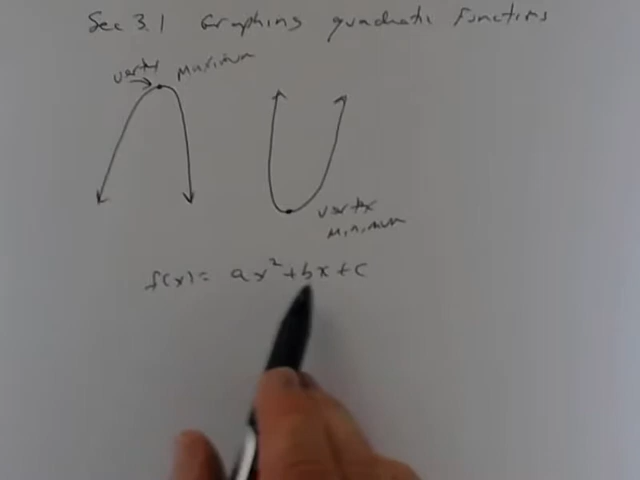 Sec 3.1 Graphing quadratic Functions
vertex maximum
vertex
minimum
f(x) = ax²+bx+c